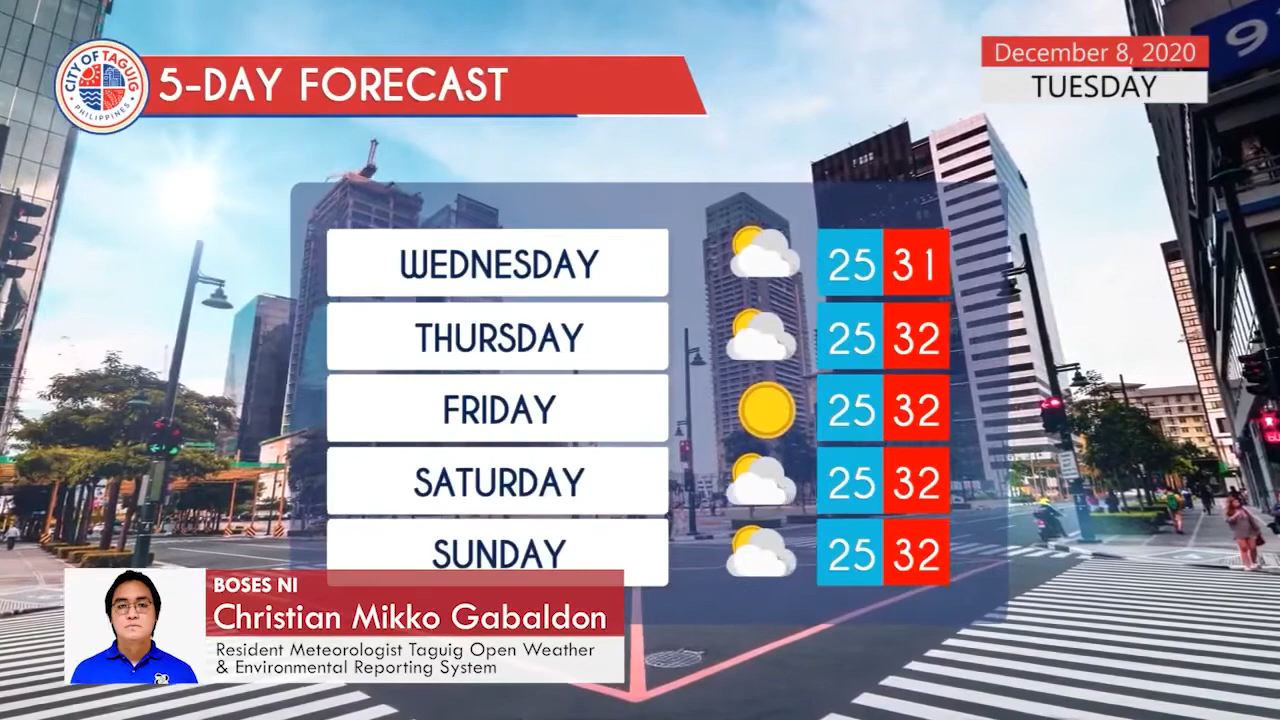 CITY OF TAGUIG
PHILIPPINES
5-DAY FORECAST
December 8, 2020
TUESDAY
9
WEDNESDAY 25 31
THURSDAY 25 32
FRIDAY 25 32
SATURDAY 25 32
SUNDAY 25 32
BOSES NI
Christian Mikko Gabaldon
Resident Meteorologist Taguig Open Weather
& Environmental Reporting System